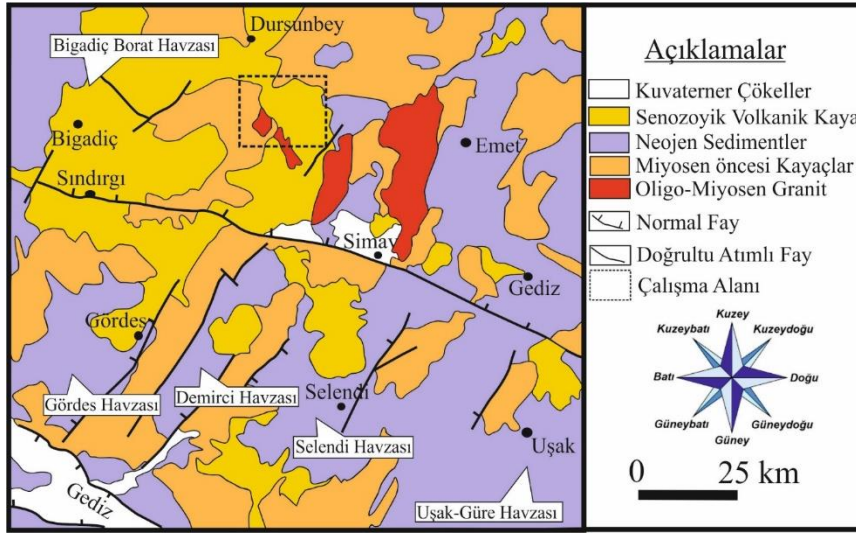 Dursunbey
Bigadiç Borat Havzası
Bigadiç
Emet
Sındırgı
Simav
Gediz
Gördes
Gördes Havzası
Demirci Havzası
Selendi
Selendi Havzası
Uşak
Gediz
Uşak-Güre Havzası
Açıklamalar
Kuvaterner Çökeller
Senozoyik Volkanik Kaya
Neojen Sedimentler
Miyosen öncesi Kayaçlar
Oligo-Miyosen Granit
Normal Fay
Doğrultu Atımlı Fay
Çalışma Alanı
Kuzey
Kuzeybatı
Kuzeydoğu
Batı
Doğu
Güneybatı
Güneydoğu
Güney
0 25 km